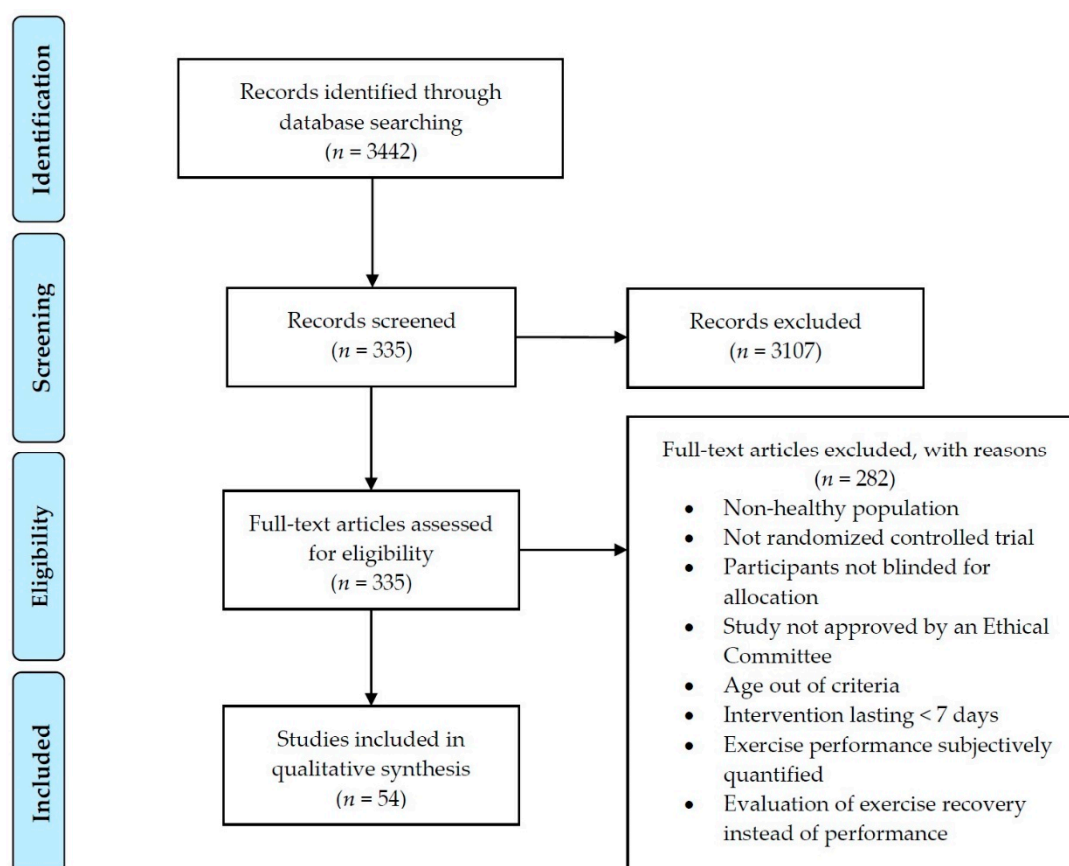 Identification
Records identified through
database searching
(n = 3442)
Screening
Records screened
(n = 335)
Records excluded
(n = 3107)
Eligibility
Full-text articles assessed
for eligibility
(n = 335)
Full-text articles excluded, with reasons
(n = 282)
• Non-healthy population
• Not randomized controlled trial
• Participants not blinded for
allocation
• Study not approved by an Ethical
Committee
• Age out of criteria
• Intervention lasting < 7 days
• Exercise performance subjectively
quantified
• Evaluation of exercise recovery
instead of performance
Included
Studies included in
qualitative synthesis
(n = 54)